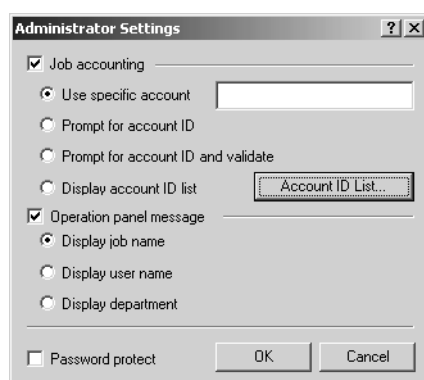 Administrator Settings
Job accounting
Use specific account
Prompt for account ID
Prompt for account ID and validate
Display account ID list Account ID List...
Operation panel message
Display job name
Display user name
Display department
Password protect OK Cancel